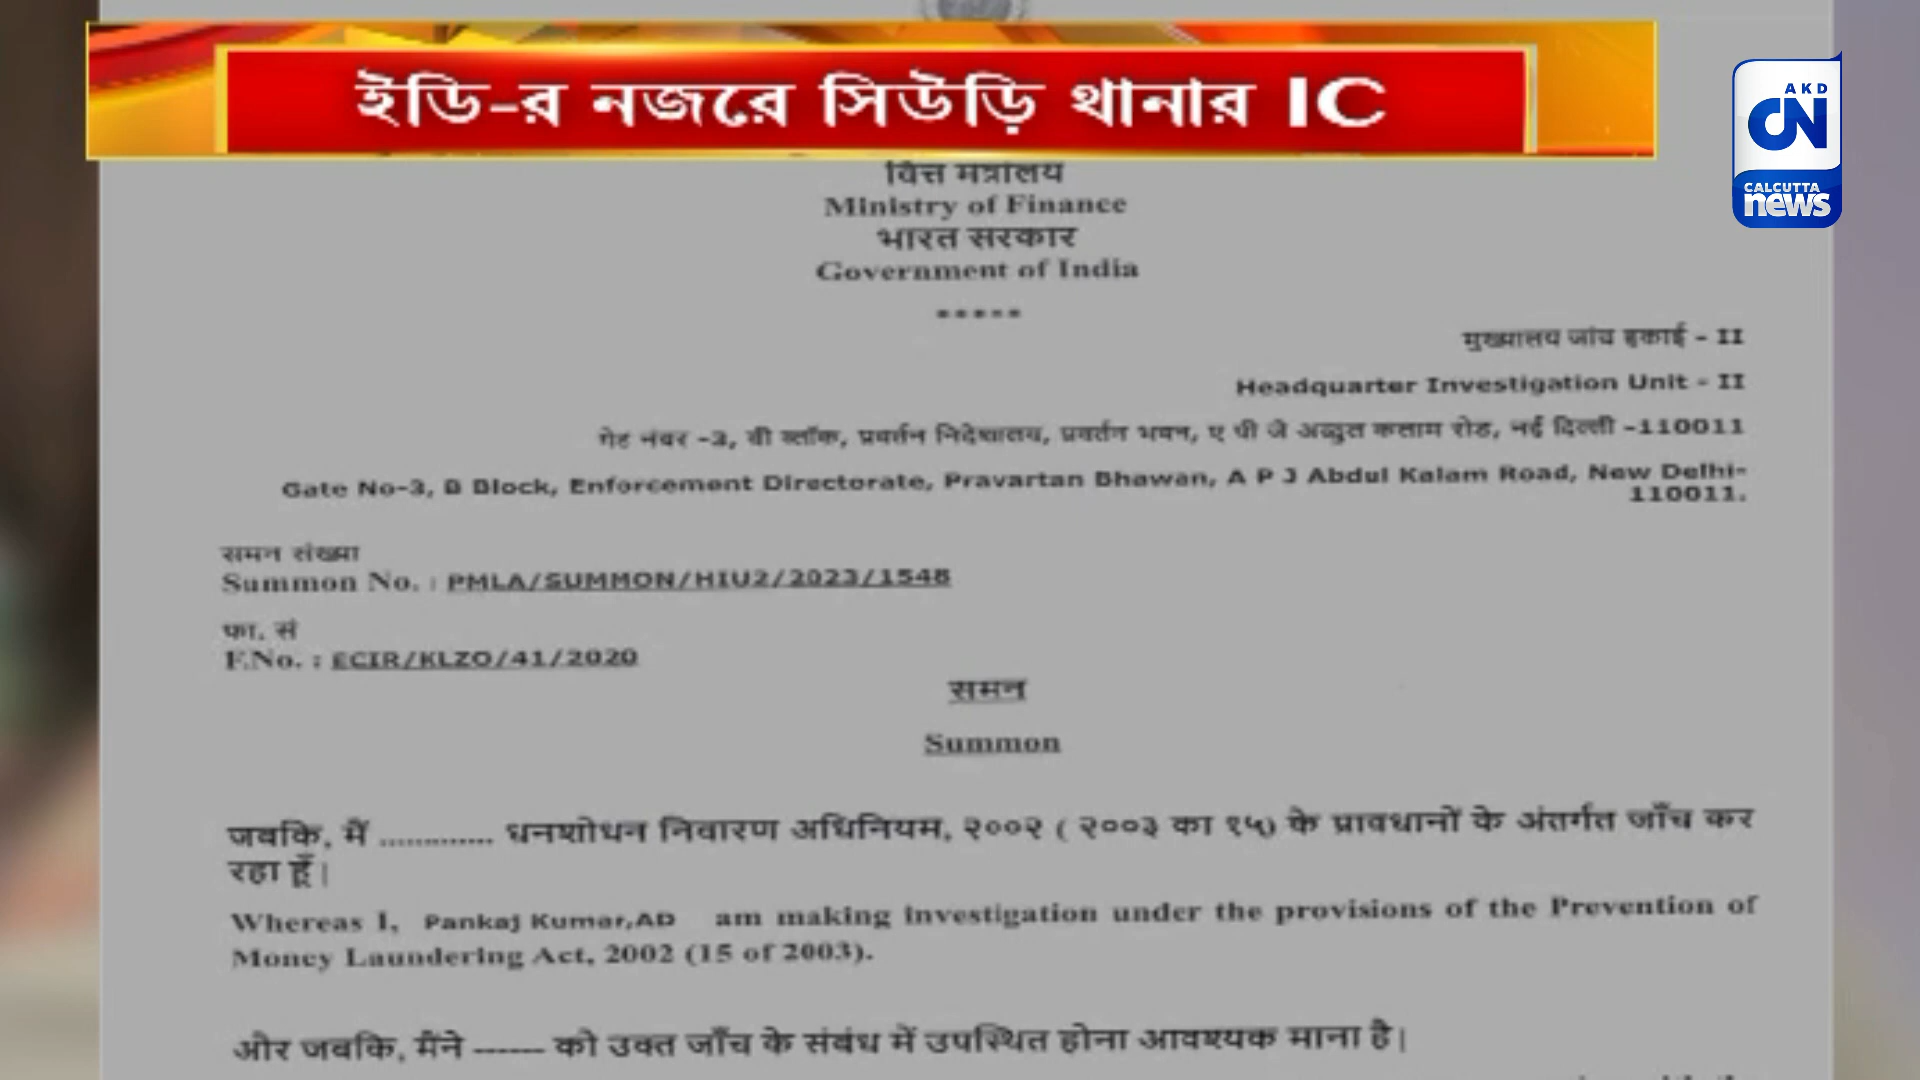 ইডি-র নজরে সিউড়ি থানার IC
AKD
CN
CALCUTTA
news
वित्त मंत्रालय
Ministry of Finance
भारत सरकार
Government of India
*****
मुख्यालय जांच इकाई - II
Headquarter Investigation Unit - II
गेट नंबर -3, बी ब्लॉक, प्रवर्तन निदेशालय, प्रवर्तन भवन, ए पी जे अब्दुल कलाम रोड, नई दिल्ली -110011
Gate No-3, B Block, Enforcement Directorate, Pravartan Bhawan, A P J Abdul Kalam Road, New Delhi-
110011.
समन संख्या
Summon No. : PMLA/SUMMON/HIU2/2023/1548
फा. सं
F.No. : ECIR/KLZO/41/2020
समन
Summon
जबकि, मैं ............ धनशोधन निवारण अधिनियम, २००२ ( २००३ का १५) के प्रावधानों के अंतर्गत जाँच कर
रहा हूँ।
Whereas I, Pankaj Kumar,AD am making investigation under the provisions of the Prevention of
Money Laundering Act, 2002 (15 of 2003).
और जबकि, मैंने ------ को उक्त जाँच के संबंध में उपस्थित होना आवश्यक माना है।